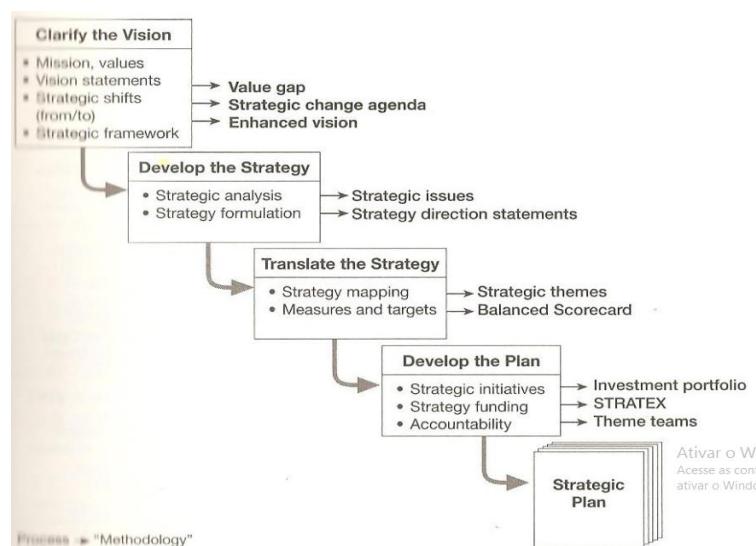 Clarify the Vision
• Mission, values
• Vision statements
• Strategic shifts
(from/to)
• Strategic framework
→ Value gap
→ Strategic change agenda
→ Enhanced vision
Develop the Strategy
• Strategic analysis
• Strategy formulation
→ Strategic issues
→ Strategy direction statements
Translate the Strategy
• Strategy mapping
• Measures and targets
→ Strategic themes
→ Balanced Scorecard
Develop the Plan
• Strategic initiatives
• Strategy funding
• Accountability
→ Investment portfolio
→ STRATEX
→ Theme teams
Strategic
Plan
Ativar o W
Acesse as con
ativar o Windo
Process → "Methodology"